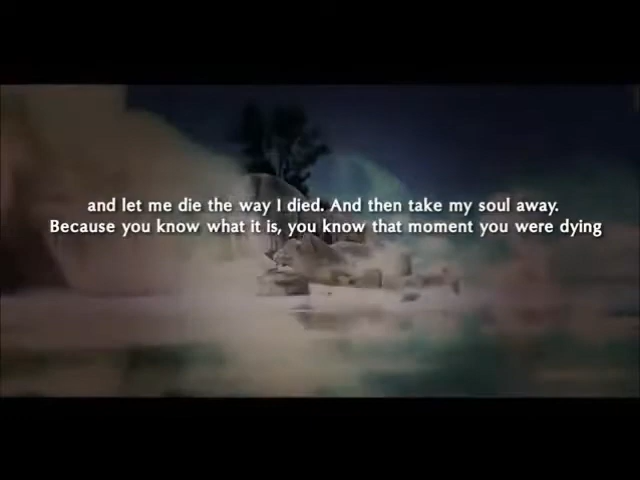 and let me die the way I died. And then take my soul away.
Because you know what it is, you know that moment you were dying